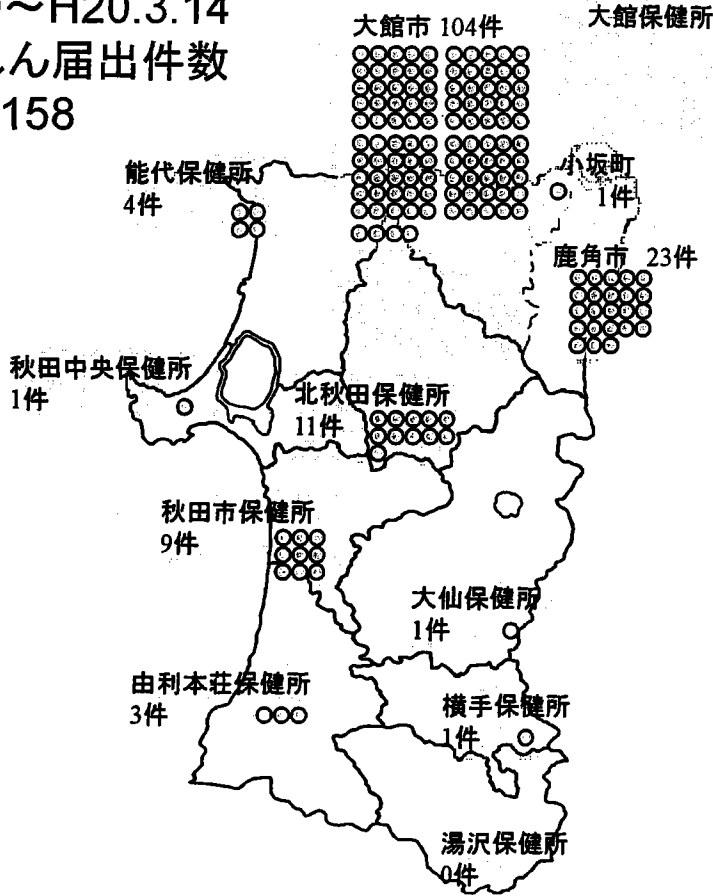 ～H20.3.14
ん届出件数
158
大館保健所
大館市 104件
能代保健所
4件
小坂町
1件
鹿角市 23件
秋田中央保健所
1件
北秋田保健所
11件
秋田市保健所
9件
大仙保健所
1件
由利本荘保健所
3件
横手保健所
1件
湯沢保健所
0件